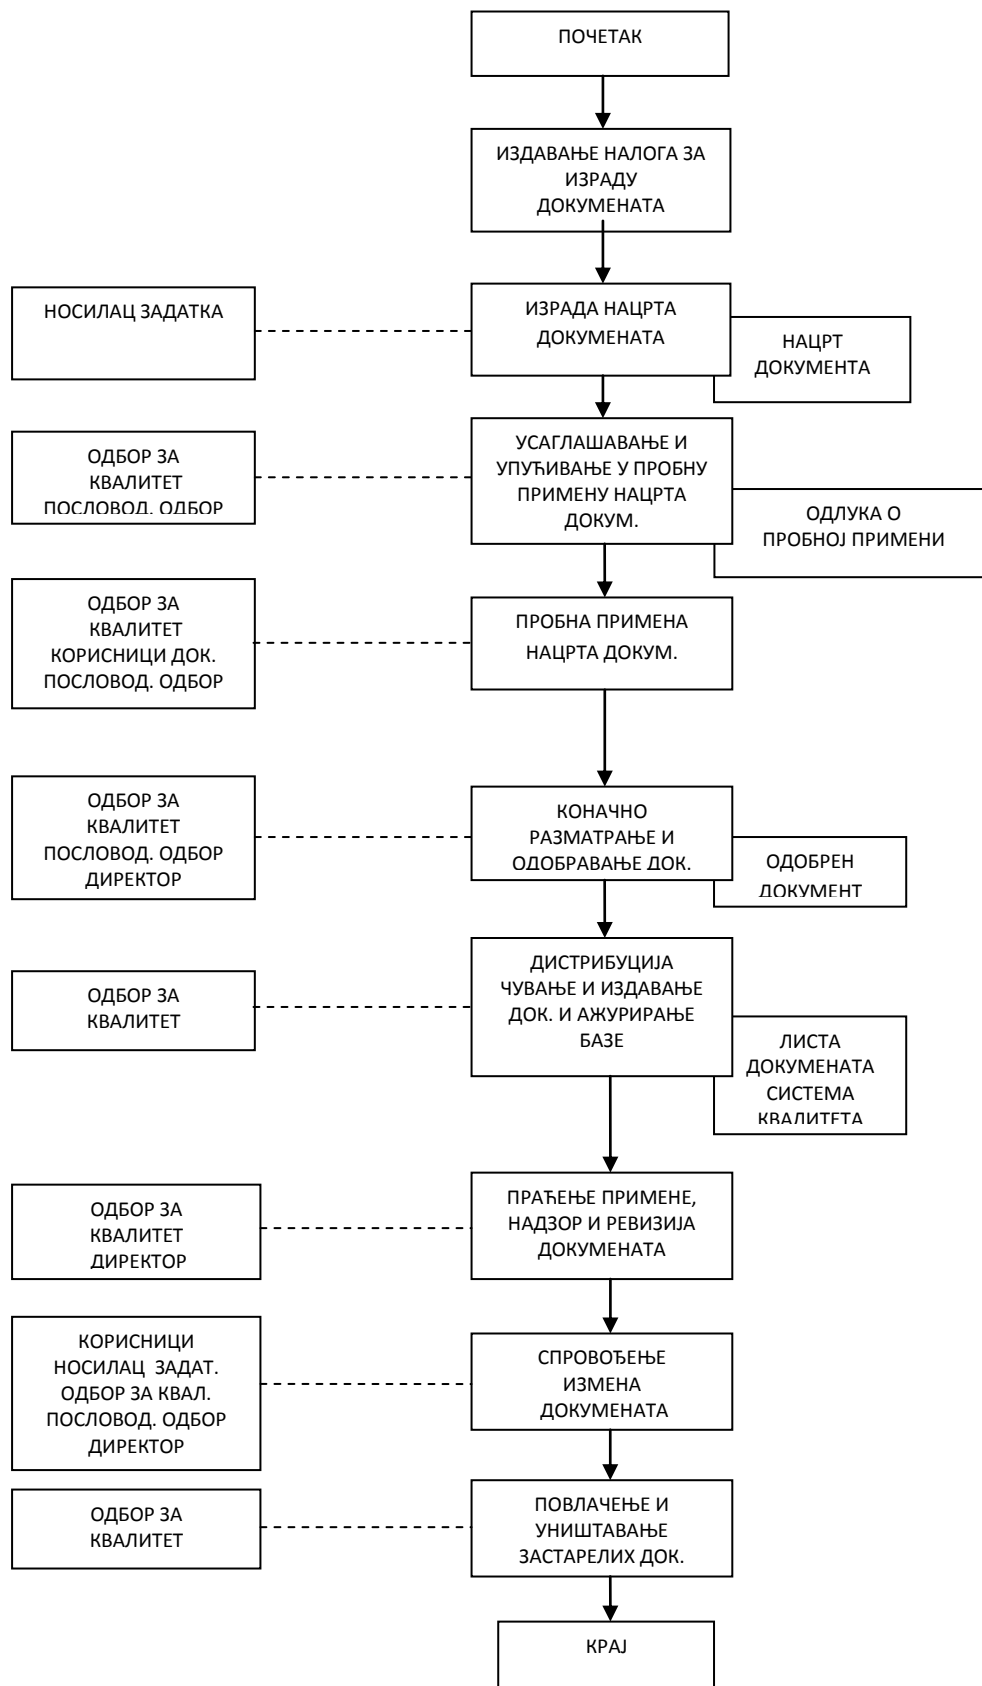 ПОЧЕТАК
ИЗДАВАЊЕ НАЛОГА ЗА
ИЗРАДУ
ДОКУМЕНАТА
НОСИЛАЦ ЗАДАТКА
ИЗРАДА НАЦРТА
ДОКУМЕНАТА
НАЦРТ
ДОКУМЕНТА
ОДБОР ЗА
КВАЛИТЕТ
ПОСЛОВОД. ОДБОР
УСАГЛАШАВАЊЕ И
УПУЋИВАЊЕ У ПРОБНУ
ПРИМЕНУ НАЦРТА
ДОКУМ.
ОДЛУКА О
ПРОБНОЈ ПРИМЕНИ
ОДБОР ЗА
КВАЛИТЕТ
КОРИСНИЦИ ДОК.
ПОСЛОВОД. ОДБОР
ПРОБНА ПРИМЕНА
НАЦРТА ДОКУМ.
ОДБОР ЗА
КВАЛИТЕТ
ПОСЛОВОД. ОДБОР
ДИРЕКТОР
КОНАЧНО
РАЗМАТРАЊЕ И
ОДОБРАВАЊЕ ДОК.
ОДОБРЕН
ДОКУМЕНТ
ОДБОР ЗА
КВАЛИТЕТ
ДИСТРИБУЦИЈА
ЧУВАЊЕ И ИЗДАВАЊЕ
ДОК. И АЖУРИРАЊЕ
БАЗЕ
ЛИСТА
ДОКУМЕНАТА
СИСТЕМА
КВАЛИТЕТА
ОДБОР ЗА
КВАЛИТЕТ
ДИРЕКТОР
ПРАЋЕЊЕ ПРИМЕНЕ,
НАДЗОР И РЕВИЗИЈА
ДОКУМЕНАТА
КОРИСНИЦИ
НОСИЛАЦ  ЗАДАТ.
ОДБОР ЗА КВАЛ.
ПОСЛОВОД. ОДБОР
ДИРЕКТОР
СПРОВОЂЕЊЕ
ИЗМЕНА
ДОКУМЕНАТА
ОДБОР ЗА
КВАЛИТЕТ
ПОВЛАЧЕЊЕ И
УНИШТАВАЊЕ
ЗАСТАРЕЛИХ ДОК.
КРАЈ